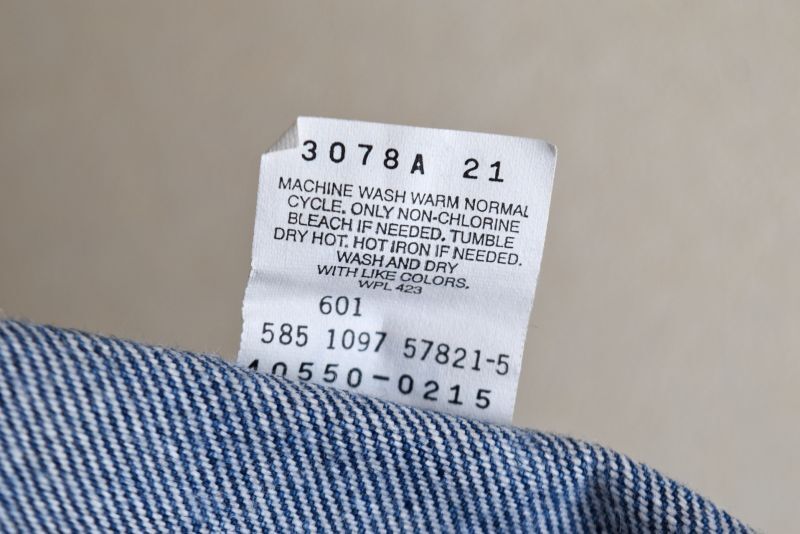 3078A 21
MACHINE WASH WARM NORMAL
CYCLE. ONLY NON-CHLORINE
BLEACH IF NEEDED. TUMBLE
DRY HOT. HOT IRON IF NEEDED.
WASH AND DRY
WITH LIKE COLORS.
WPL 423
601
585 1097 57821-5
10550-0215